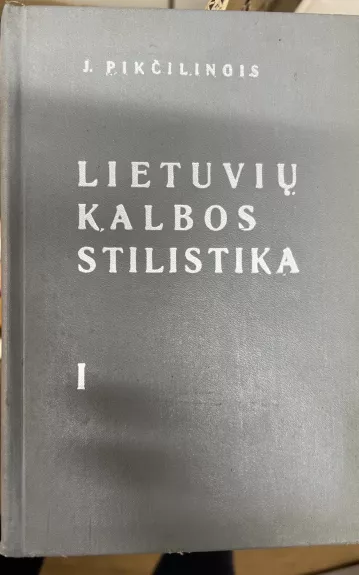 J. PIKČILINGIS
LIETUVIŲ
KALBOS
STILISTIKA
I